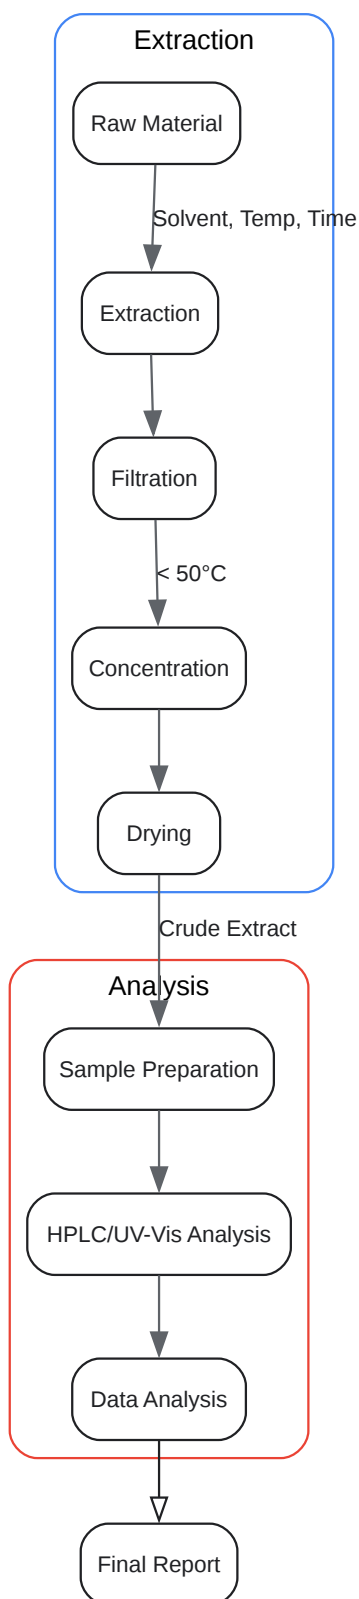 Extraction
Raw Material
Solvent, Temp, Time
Extraction
Filtration
< 50°C
Concentration
Drying
Crude Extract
Analysis
Sample Preparation
HPLC/UV-Vis Analysis
Data Analysis
Final Report